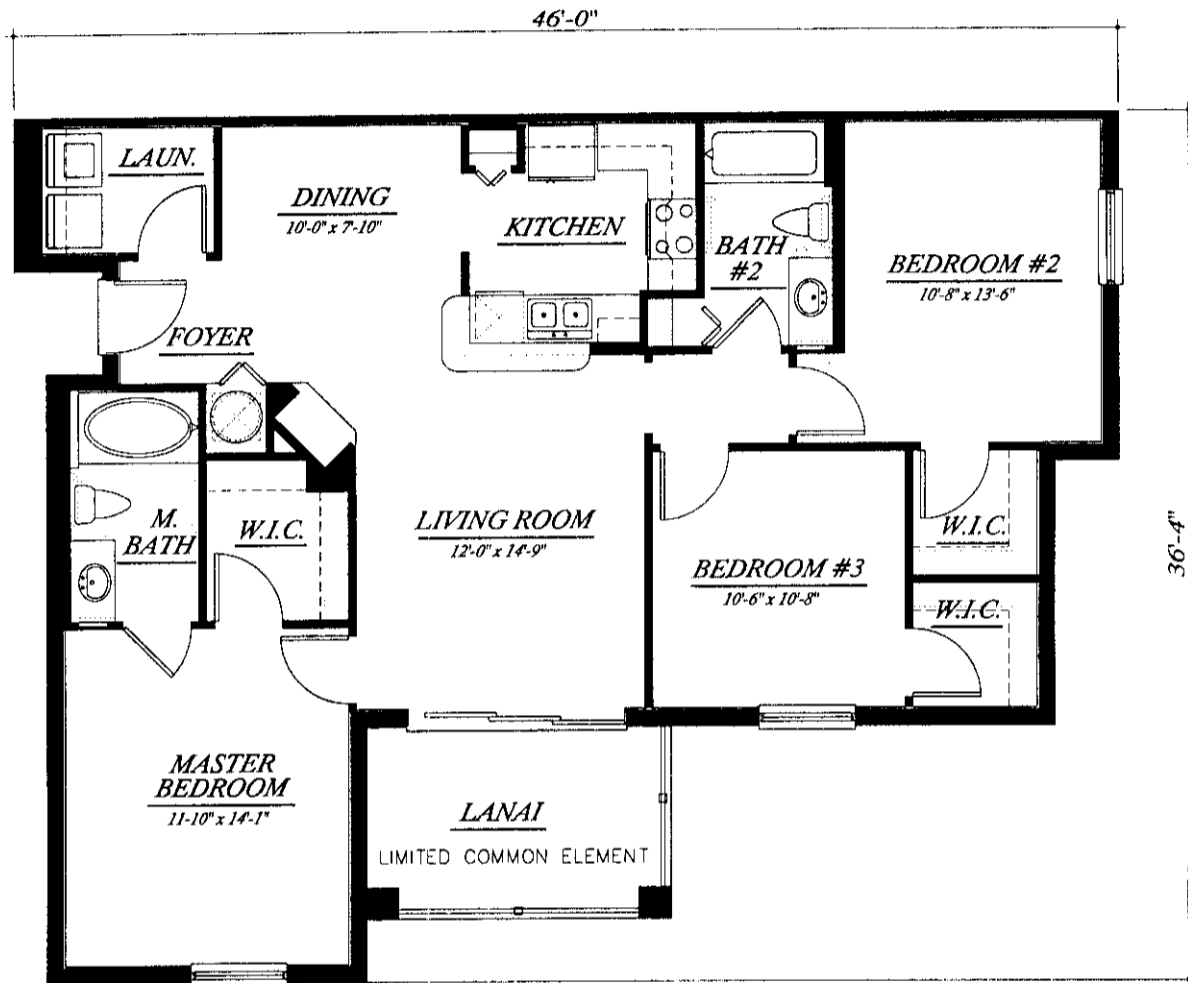 46'-0"
LAUN.
DINING
10'-0" x 7'-10"
KITCHEN
BATH
#2
BEDROOM #2
10'-8" x 13'-6"
FOYER
M.
BATH
W.I.C.
LIVING ROOM
12'-0" x 14'-9"
BEDROOM #3
10'-6" x 10'-8"
W.I.C.
W.I.C.
36'-4"
MASTER
BEDROOM
11-10" x 14'-1"
LANAI
LIMITED COMMON ELEMENT